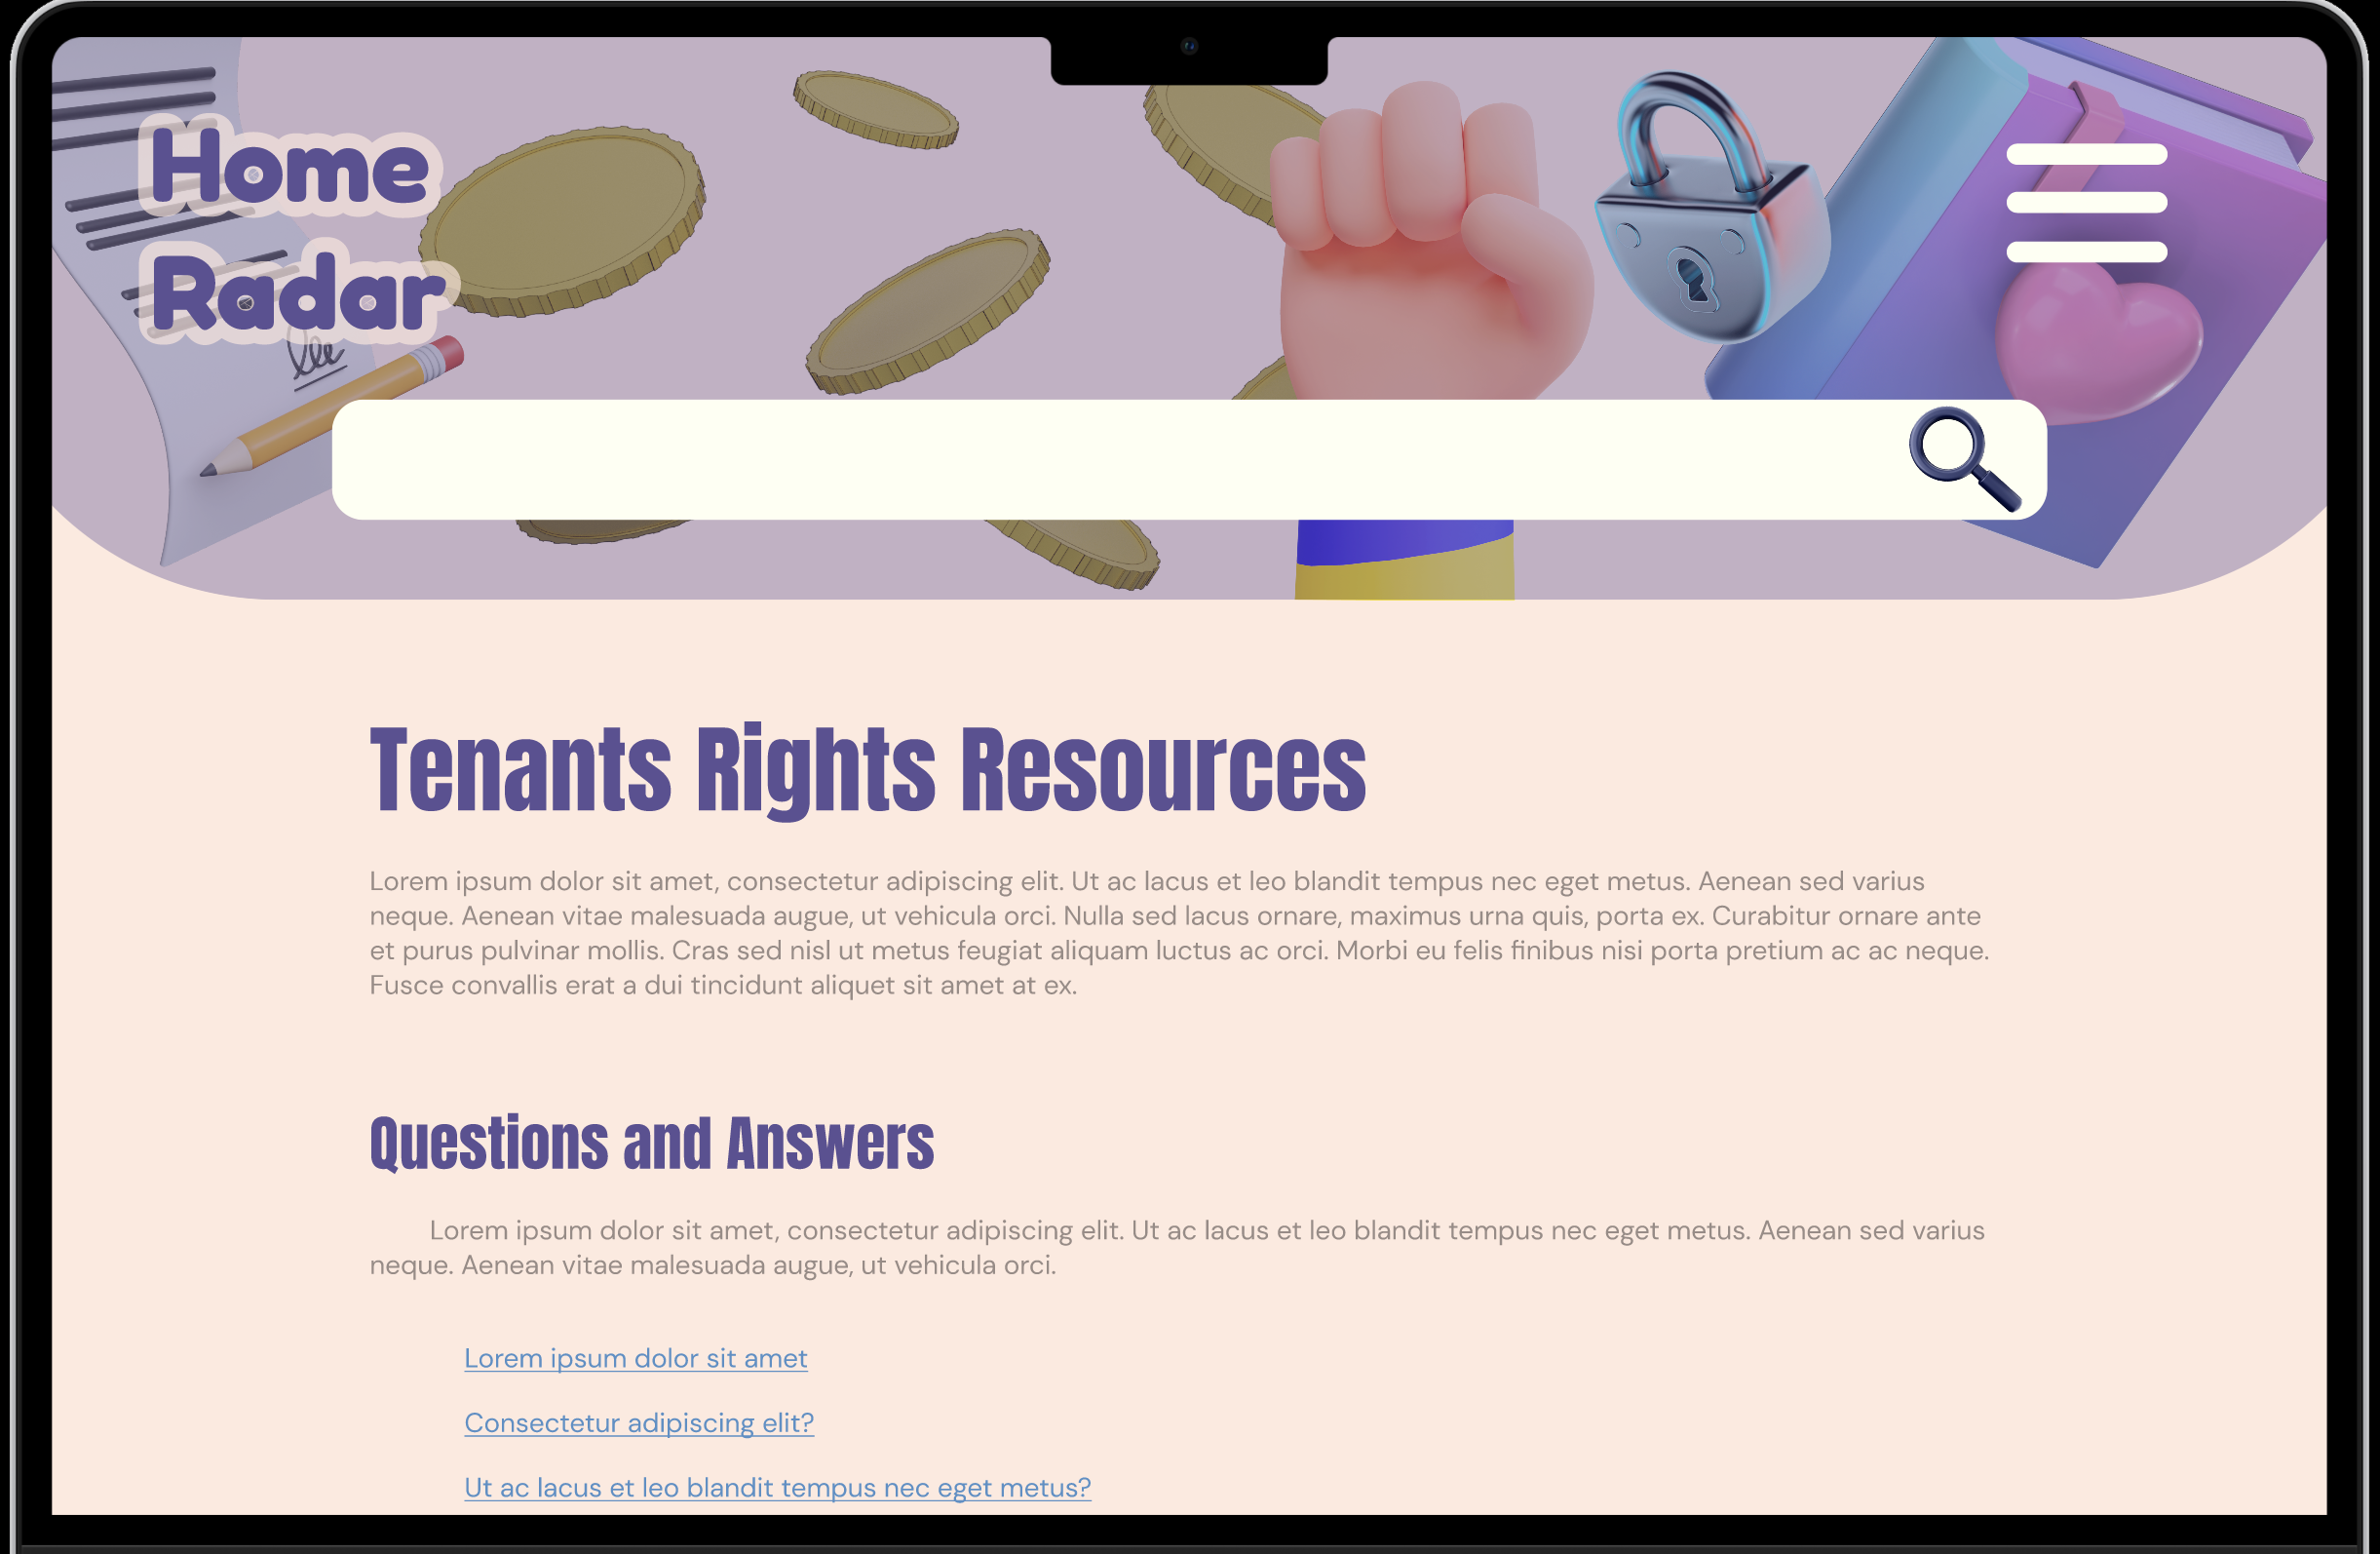 Home
Radar
Tenants Rights Resources
Lorem ipsum dolor sit amet, consectetur adipiscing elit. Ut ac lacus et leo blandit tempus nec eget metus. Aenean sed varius
neque. Aenean vitae malesuada augue, ut vehicula orci. Nulla sed lacus ornare, maximus urna quis, porta ex. Curabitur ornare ante
et purus pulvinar mollis. Cras sed nisl ut metus feugiat aliquam luctus ac orci. Morbi eu felis finibus nisi porta pretium ac ac neque.
Fusce convallis erat a dui tincidunt aliquet sit amet at ex.
Questions and Answers
Lorem ipsum dolor sit amet, consectetur adipiscing elit. Ut ac lacus et leo blandit tempus nec eget metus. Aenean sed varius
neque. Aenean vitae malesuada augue, ut vehicula orci.
Lorem ipsum dolor sit amet
Consectetur adipiscing elit?
Ut ac lacus et leo blandit tempus nec eget metus?